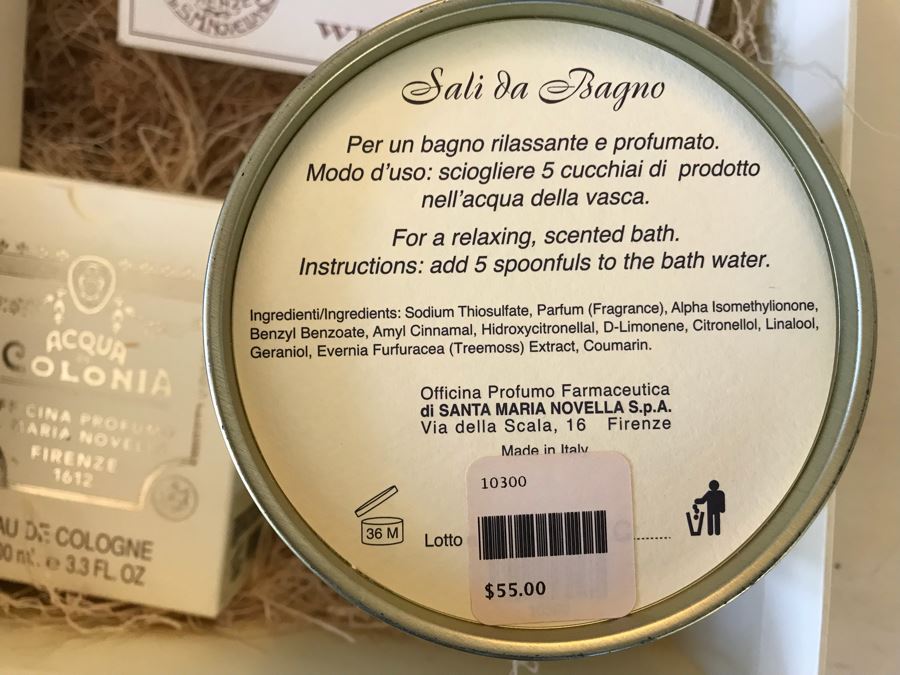 Sali da Bagno
Per un bagno rilassante e profumato.
Modo d'uso: sciogliere 5 cucchiai di prodotto
nell'acqua della vasca.
For a relaxing, scented bath.
Instructions: add 5 spoonfuls to the bath water.
Ingredienti/Ingredients: Sodium Thiosulfate, Parfum (Fragrance), Alpha Isomethylionone,
Benzyl Benzoate, Amyl Cinnamal, Hidroxycitronellal, D-Limonene, Citronellol, Linalool,
Geraniol, Evernia Furfuracea (Treemoss) Extract, Coumarin.
Officina Profumo Farmaceutica
di SANTA MARIA NOVELLA S.p.A.
Via della Scala, 16 Firenze
Made in Italy
36 M
Lotto
10300
$55.00
ACQUA
COLONIA
MARIA
FIRENZE
1612
DE COLOGNE
3.3 FL. OZ